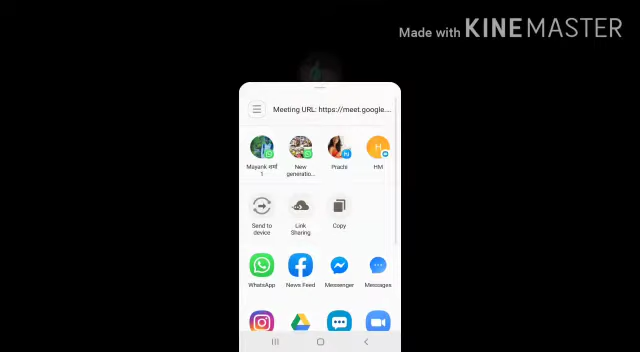 Made with KINEMASTER
Meeting URL: https://meet.google....
Mayank शर्मा
1
New
generatio...
Prachi
HM
Send to
device
Link
Sharing
Copy
WhatsApp
News Feed
Messenger
Messages